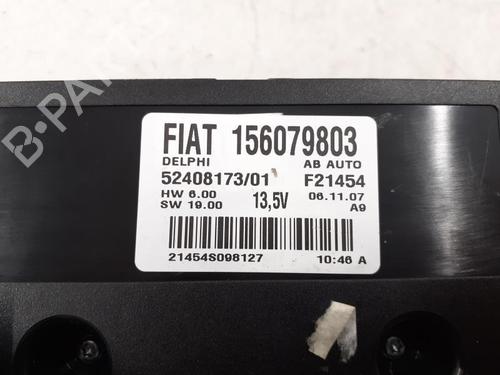 FIAT 156079803
DELPHI AB AUTO
52408173/01 F21454
HW 6.00 13,5V 06.11.07
SW 19.00 A9
21454S098127 10:46 A
B-PARTS